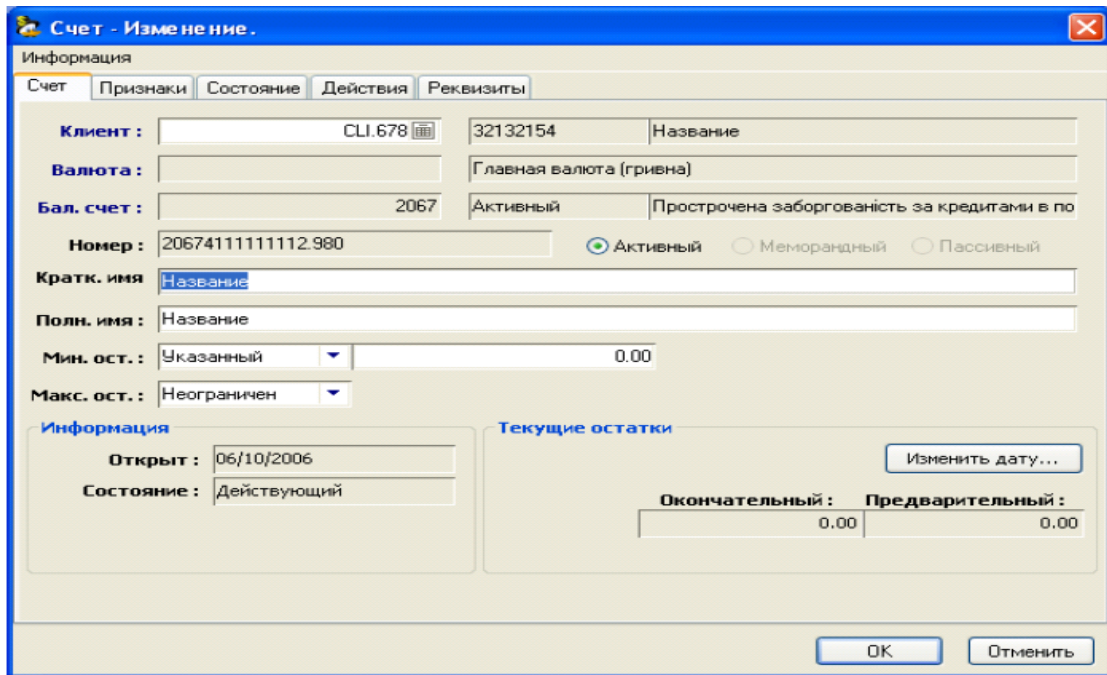 Счет - Изменение.
Информация
Счет Признаки Состояние Действия Реквизиты
Клиент : CLI.678 32132154 Название
Валюта : Главная валюта (гривна)
Бал. счет : 2067 Активный Прострочена заборгованість за кредитами в по
Номер : 20674111111112.980 Активный Меморандный Пассивный
Кратк. имя Название
Полн. имя : Название
Мин. ост. : Указанный 0.00
Макс. ост. : Неограничен
Информация Текущие остатки
Открыт : 06/10/2006 Изменить дату...
Состояние : Действующий
Окончательный : Предварительный :
0.00 0.00
OK Отменить